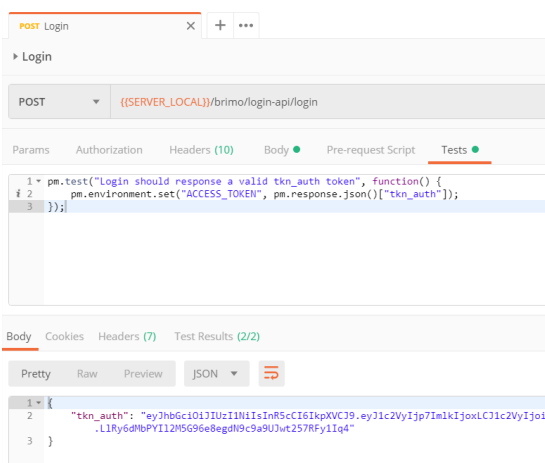 POST Login
Login
POST {{SERVER_LOCAL}}/brimo/login-api/login
Params Authorization Headers (10) Body Pre-request Script Tests
1 pm.test("Login should response a valid tkn_auth token", function() {
i 2 pm.environment.set("ACCESS_TOKEN", pm.response.json()["tkn_auth"]);
3 });
Body Cookies Headers (7) Test Results (2/2)
Pretty Raw Preview JSON
1 {
2 "tkn_auth": "eyJhbGciOiJIUzI1NiIsInR5cCI6IkpXVCJ9.eyJ1c2VyIjp7ImlkIjoxLCJ1c2VyIjoi
.LlRy6dMbPYIl2M5G96e8egdN9c9a9UJwt257RFy1Iq4"
3 }